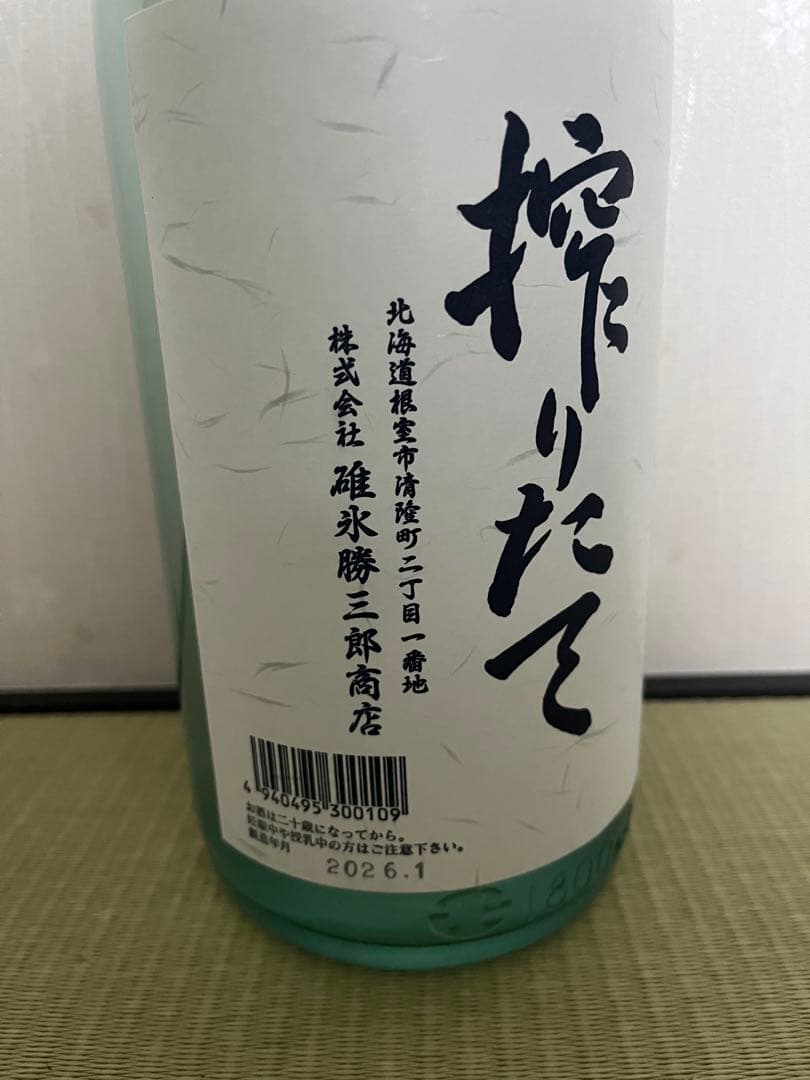 搾りたて
北海道根室市清隆町二丁目一番地
株式会社 碓氷勝三郎商店
4 940495 300109
お酒は二十歳になってから。
妊娠中や授乳中の方はご注意下さい。
製造年月
2026.1
1800